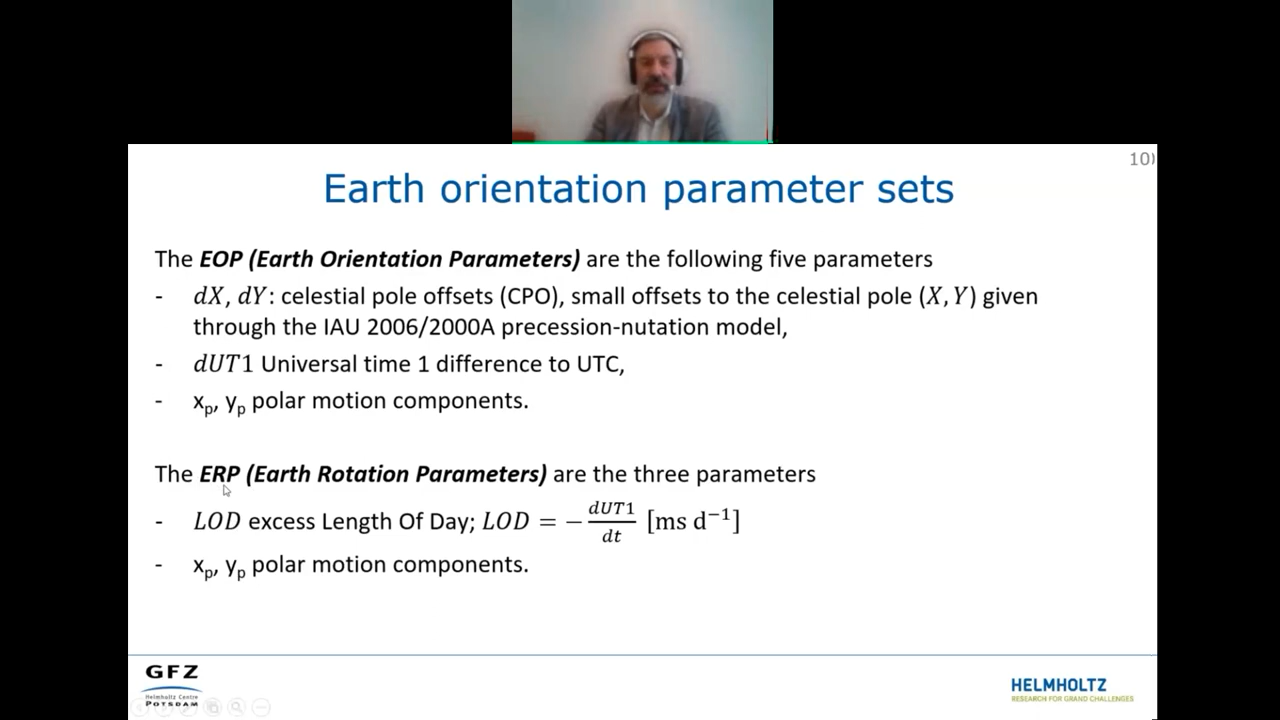 10)
Earth orientation parameter sets
The EOP (Earth Orientation Parameters) are the following five parameters
- dX, dY: celestial pole offsets (CPO), small offsets to the celestial pole (X, Y) given
through the IAU 2006/2000A precession-nutation model,
- dUT1 Universal time 1 difference to UTC,
- xₚ, yₚ polar motion components.
The ERP (Earth Rotation Parameters) are the three parameters
- LOD excess Length Of Day; LOD = − dUT1/dt [ms d⁻¹]
- xₚ, yₚ polar motion components.
GFZ
Helmholtz Centre
POTSDAM
HELMHOLTZ
RESEARCH FOR GRAND CHALLENGES